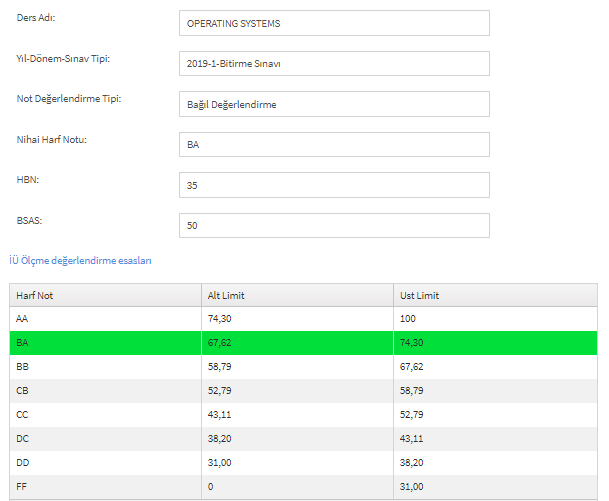 Ders Adı: OPERATING SYSTEMS
Yıl-Dönem-Sınav Tipi: 2019-1-Bitirme Sınavı
Not Değerlendirme Tipi: Bağıl Değerlendirme
Nihai Harf Notu: BA
HBN: 35
BSAS: 50
İÜ Ölçme değerlendirme esasları
Harf Not Alt Limit Ust Limit
AA 74,30 100
BA 67,62 74,30
BB 58,79 67,62
CB 52,79 58,79
CC 43,11 52,79
DC 38,20 43,11
DD 31,00 38,20
FF 0 31,00